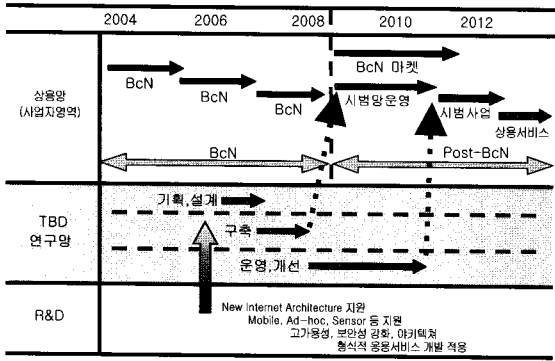 2004 2006 2008 2010 2012
상용망
(사업자영역)
BcN 마켓
BcN
BcN
BcN
시범망운영
시범사업
상용서비스
BcN
Post-BcN
TBD
연구망
기획,설계
구축
운영,개선
R&D
New Internet Architecture 지원
Mobile, Ad-hoc, Sensor 등 지원
고가용성, 보안성 강화, 아키텍쳐
형식적 응용서비스 개발 적용